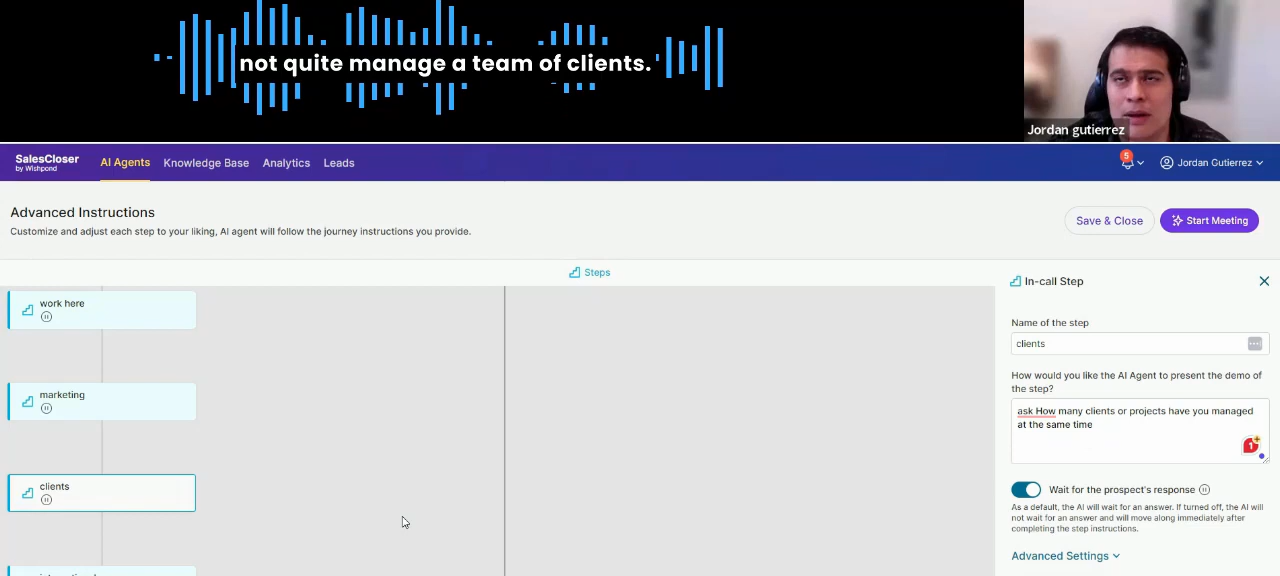 not quite manage a team of clients.
Jordan gutierrez
SalesCloser
by Wishpond
AI Agents
Knowledge Base
Analytics
Leads
5
Jordan Gutierrez
Advanced Instructions
Customize and adjust each step to your liking, AI agent will follow the journey instructions you provide.
Save & Close
Start Meeting
Steps
work here
marketing
clients
In-call Step
Name of the step
clients
How would you like the AI Agent to present the demo of
the step?
ask How many clients or projects have you managed
at the same time
1
Wait for the prospect's response
As a default, the AI will wait for an answer. If turned off, the AI will
not wait for an answer and will move along immediately after
completing the step instructions.
Advanced Settings